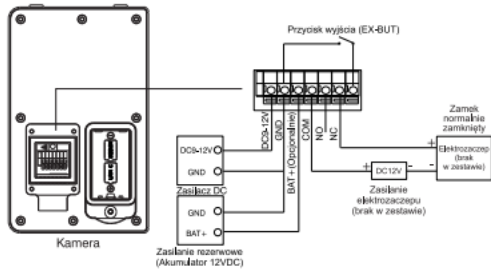 Przycisk wyjścia (EX-BUT)
DC9-12V
GND
BAT+(Opcjonalnie)
COM
NO
NC
Zamek
normalnie
zamknięty
DC9-12V
GND
Zasilacz DC
GND
BAT+
Zasilanie rezerwowe
(Akumulator 12VDC)
+
DC12V
-
Zasilanie
elektrozaczepu
(brak w zestawie)
+
Elektrozaczep
(brak
w zestawie)
-
Kamera